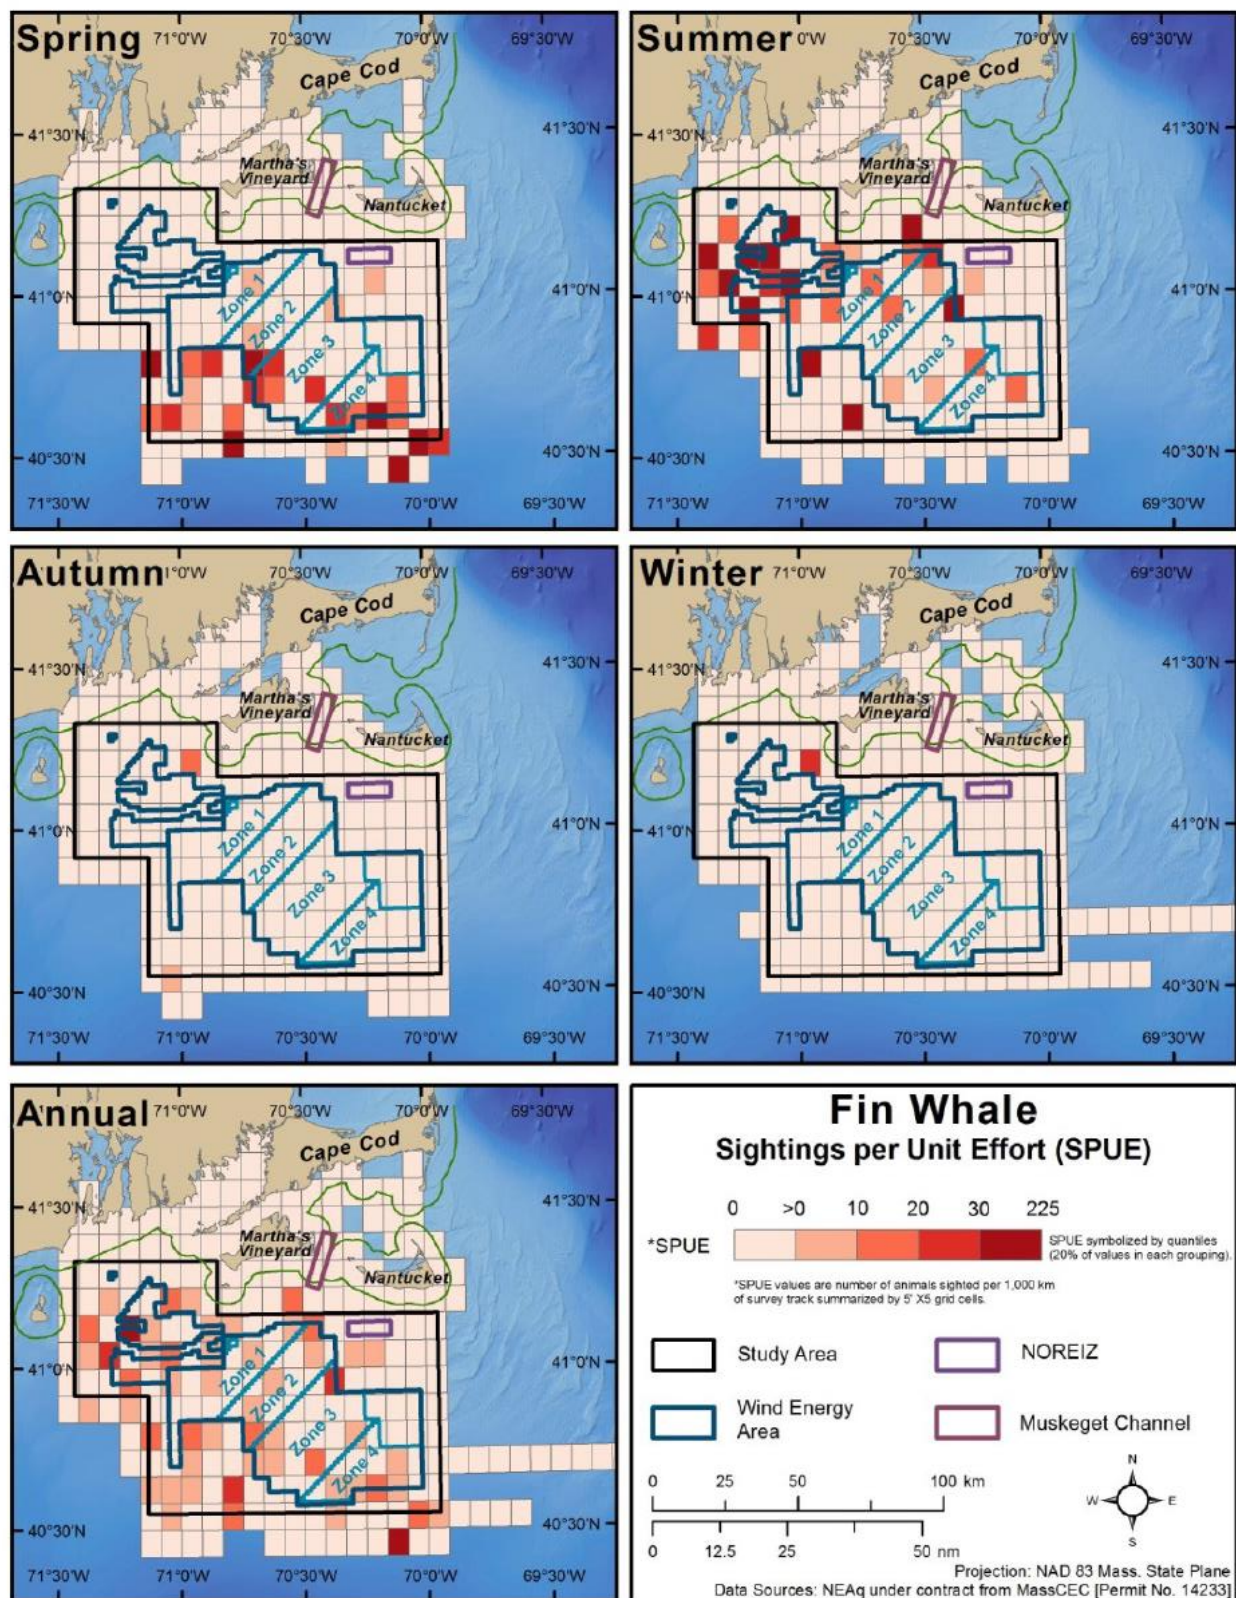 Spring
71°0'W
70°30'W
70°0'W
69°30'W
Cape Cod
41°30'N
41°30'N
Martha's
Vineyard
Nantucket
41°0'N
41°0'N
Zone 1
Zone 2
Zone 3
Zone 4
40°30'N
40°30'N
71°30'W
71°0'W
70°30'W
70°0'W
Summer
0'W
70°30'W
70°0'W
69°30'W
Cape Cod
41°30'N
41°30'N
Martha's
Vineyard
Nantucket
41°0'N
41°0'N
Zone 1
Zone 2
Zone 3
Zone 4
40°30'N
40°30'N
71°30'W
71°0'W
70°30'W
70°0'W
Autumn
71°0'W
70°30'W
70°0'W
69°30'W
Cape Cod
41°30'N
41°30'N
Martha's
Vineyard
Nantucket
41°0'N
41°0'N
Zone 1
Zone 2
Zone 3
Zone 4
40°30'N
40°30'N
71°30'W
71°0'W
70°30'W
70°0'W
Winter
71°0'W
70°30'W
70°0'W
69°30'W
Cape Cod
41°30'N
41°30'N
Martha's
Vineyard
Nantucket
41°0'N
41°0'N
Zone 1
Zone 2
Zone 3
Zone 4
40°30'N
40°30'N
71°30'W
71°0'W
70°30'W
70°0'W
Annual
71°0'W
70°30'W
70°0'W
69°30'W
Cape Cod
41°30'N
41°30'N
Martha's
Vineyard
Nantucket
41°0'N
41°0'N
Zone 1
Zone 2
Zone 3
Zone 4
40°30'N
40°30'N
71°30'W
71°0'W
70°30'W
70°0'W
Fin Whale
Sightings per Unit Effort (SPUE)
0 >0 10 20 30 225
*SPUE
SPUE symbolized by quantiles
(20% of values in each grouping).
*SPUE values are number of animals sighted per 1,000 km
of survey track summarized by 5' X5 grid cells.
Study Area
NOREIZ
Wind Energy
Area
Muskeget Channel
0 25 50 100 km
0 12.5 25 50 nm
N
W E
S
Projection: NAD 83 Mass. State Plane
Data Sources: NEAq under contract from MassCEC [Permit No. 14233]